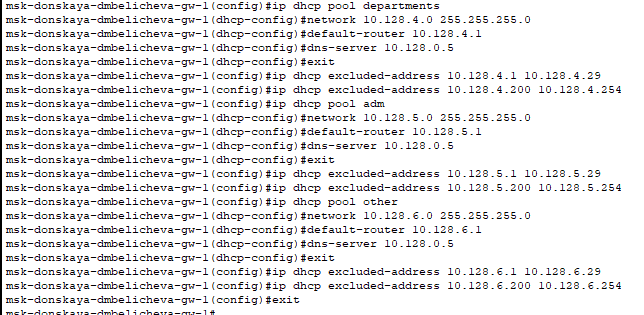 msk-donskaya-dmbelicheva-gw-1(config)#ip dhcp pool departments
msk-donskaya-dmbelicheva-gw-1(dhcp-config)#network 10.128.4.0 255.255.255.0
msk-donskaya-dmbelicheva-gw-1(dhcp-config)#default-router 10.128.4.1
msk-donskaya-dmbelicheva-gw-1(dhcp-config)#dns-server 10.128.0.5
msk-donskaya-dmbelicheva-gw-1(dhcp-config)#exit
msk-donskaya-dmbelicheva-gw-1(config)#ip dhcp excluded-address 10.128.4.1 10.128.4.29
msk-donskaya-dmbelicheva-gw-1(config)#ip dhcp excluded-address 10.128.4.200 10.128.4.254
msk-donskaya-dmbelicheva-gw-1(config)#ip dhcp pool adm
msk-donskaya-dmbelicheva-gw-1(dhcp-config)#network 10.128.5.0 255.255.255.0
msk-donskaya-dmbelicheva-gw-1(dhcp-config)#default-router 10.128.5.1
msk-donskaya-dmbelicheva-gw-1(dhcp-config)#dns-server 10.128.0.5
msk-donskaya-dmbelicheva-gw-1(dhcp-config)#exit
msk-donskaya-dmbelicheva-gw-1(config)#ip dhcp excluded-address 10.128.5.1 10.128.5.29
msk-donskaya-dmbelicheva-gw-1(config)#ip dhcp excluded-address 10.128.5.200 10.128.5.254
msk-donskaya-dmbelicheva-gw-1(config)#ip dhcp pool other
msk-donskaya-dmbelicheva-gw-1(dhcp-config)#network 10.128.6.0 255.255.255.0
msk-donskaya-dmbelicheva-gw-1(dhcp-config)#default-router 10.128.6.1
msk-donskaya-dmbelicheva-gw-1(dhcp-config)#dns-server 10.128.0.5
msk-donskaya-dmbelicheva-gw-1(dhcp-config)#exit
msk-donskaya-dmbelicheva-gw-1(config)#ip dhcp excluded-address 10.128.6.1 10.128.6.29
msk-donskaya-dmbelicheva-gw-1(config)#ip dhcp excluded-address 10.128.6.200 10.128.6.254
msk-donskaya-dmbelicheva-gw-1(config)#exit
msk-donskaya-dmbelicheva-gw-1#